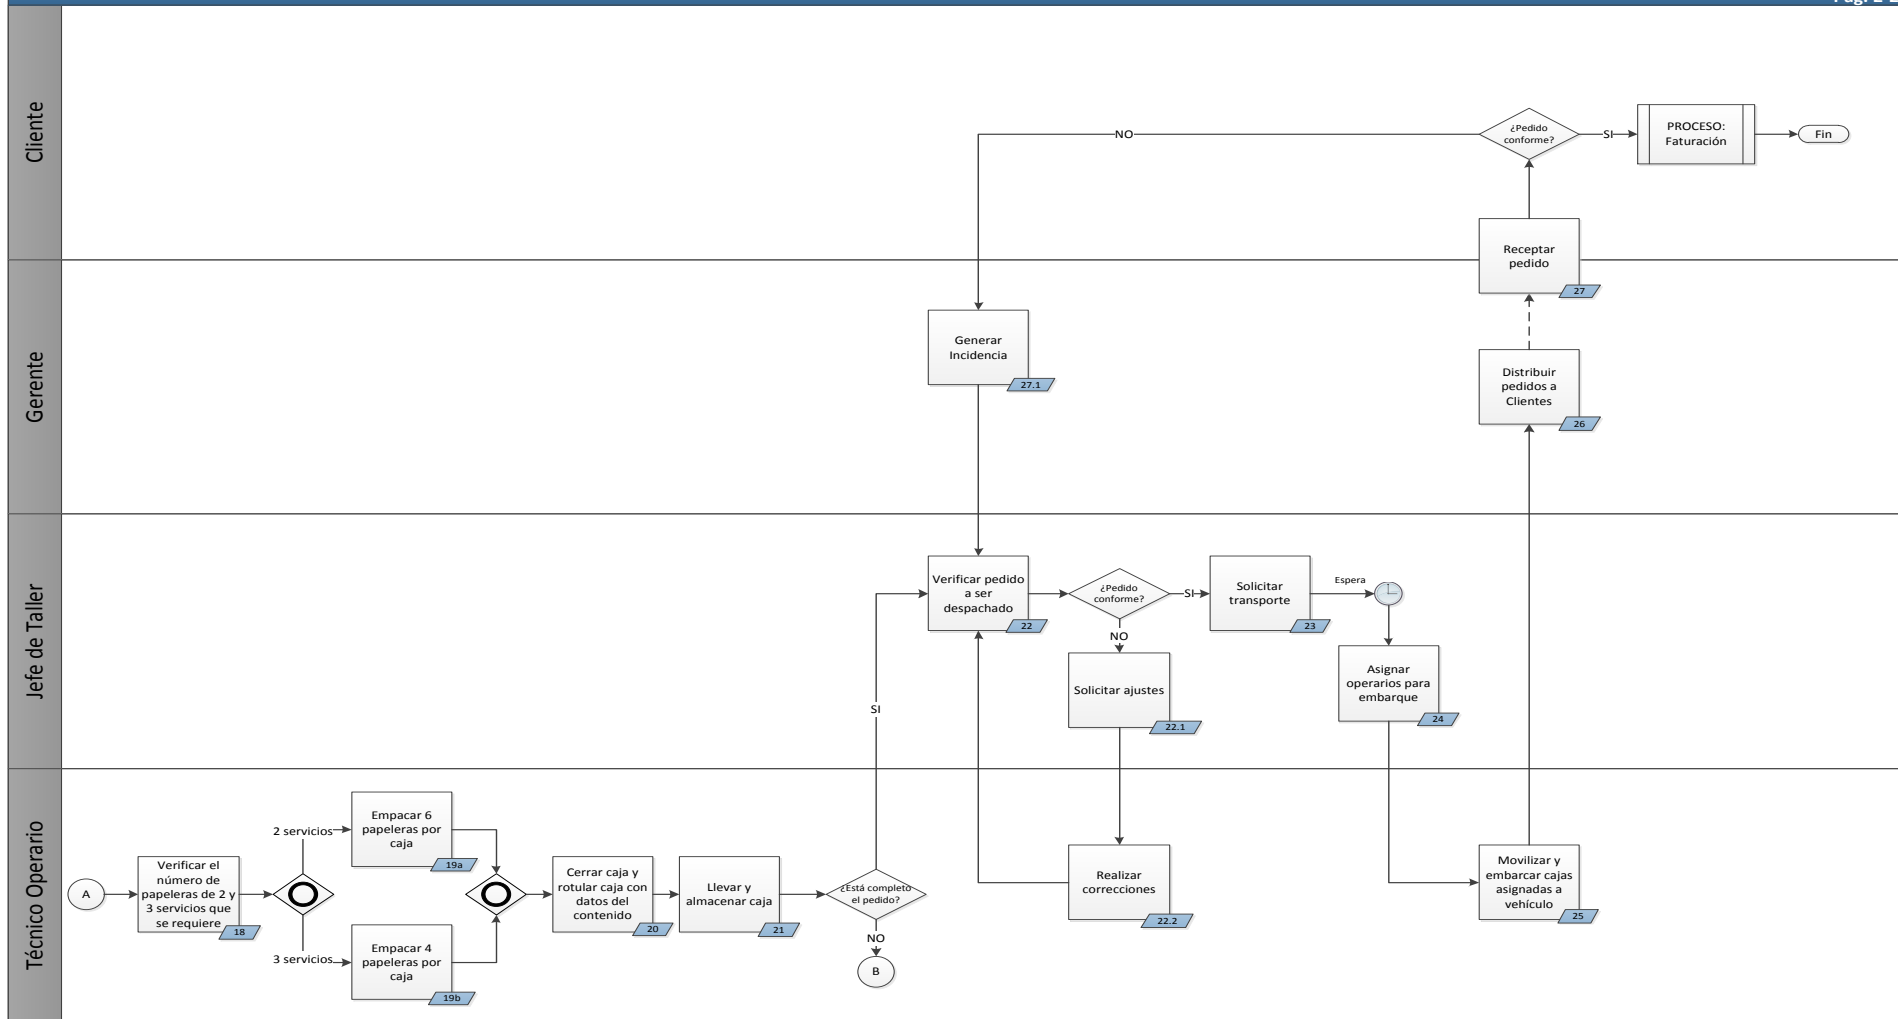 Cliente
NO
¿Pedido
conforme?
SI
PROCESO:
Faturación
Fin
Receptar
pedido
27
Gerente
Generar
Incidencia
27.1
Distribuir
pedidos a
Clientes
26
Jefe de Taller
Verificar pedido
a ser
despachado
22
¿Pedido
conforme?
SI
NO
Solicitar
transporte
23
Espera
Solicitar ajustes
22.1
Asignar
operarios para
embarque
24
SI
Técnico Operario
A
Verificar el
número de
papeleras de 2 y
3 servicios que
se requiere
18
2 servicios
3 servicios
Empacar 6
papeleras por
caja
19a
Empacar 4
papeleras por
caja
19b
Cerrar caja y
rotular caja con
datos del
contenido
20
Llevar y
almacenar caja
21
¿Está completo
el pedido?
NO
B
Realizar
correcciones
22.2
Movilizar y
embarcar cajas
asignadas a
vehículo
25